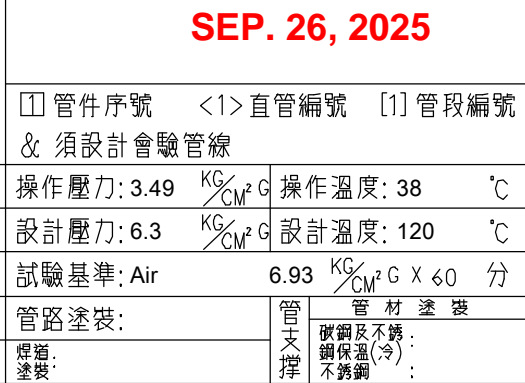 SEP. 26, 2025
1 管件序號 <1> 直管編號 [1] 管段編號
& 須設計會驗管線
操作壓力: 3.49 KG/CM² G 操作溫度: 38 °C
設計壓力: 6.3 KG/CM² G 設計溫度: 120 °C
試驗基準: Air 6.93 KG/CM² G X 60 分
管路塗裝:
焊道塗裝:
管支撐
管材塗裝
碳鋼及不銹鋼保溫(冷):
不銹鋼 :